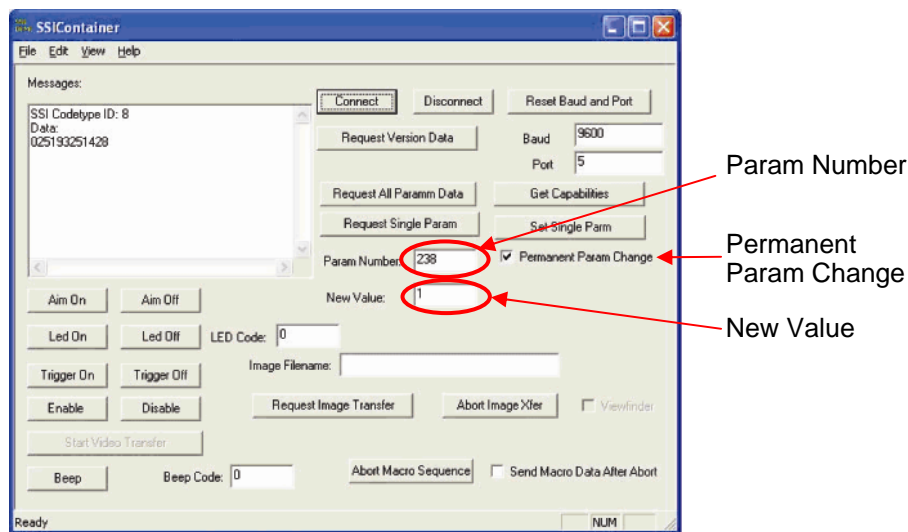 SSIContainer
File Edit View Help
Messages:
SSI Codetype ID: 8
Data:
025193251428
Connect Disconnect Reset Baud and Port
Request Version Data Baud 9600
Port 5
Request All Paramm Data Get Capabilities
Request Single Param Set Single Parm
Param Number: 238 Permanent Param Change
New Value: 1
Aim On Aim Off
Led On Led Off LED Code: 0
Image Filename:
Trigger On Trigger Off
Enable Disable Request Image Transfer Abort Image Xfer Viewfinder
Start Video Transfer
Beep Beep Code: 0 Abort Macro Sequence Send Macro Data After Abort
Ready NUM
Param Number
Permanent
Param Change
New Value